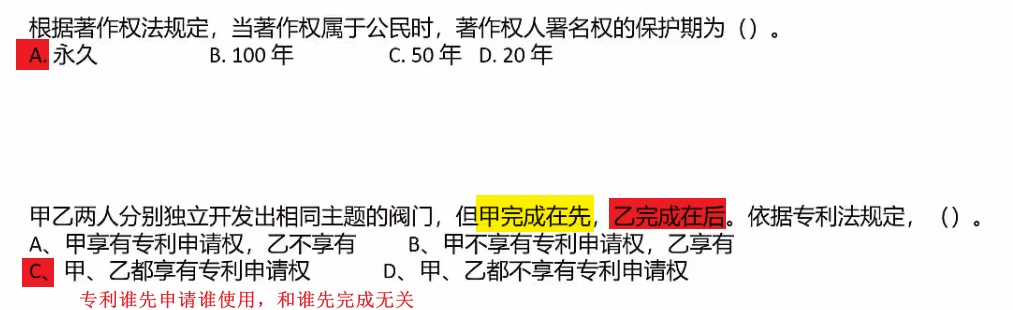 根据著作权法规定，当著作权属于公民时，著作权人署名权的保护期为（）。
A. 永久 B. 100 年 C. 50 年 D. 20 年
甲乙两人分别独立开发出相同主题的阀门，但甲完成在先，乙完成在后。依据专利法规定，（）。
A、甲享有专利申请权，乙不享有 B、甲不享有专利申请权，乙享有
C、甲、乙都享有专利申请权 D、甲、乙都不享有专利申请权
专利谁先申请谁使用，和谁先完成无关